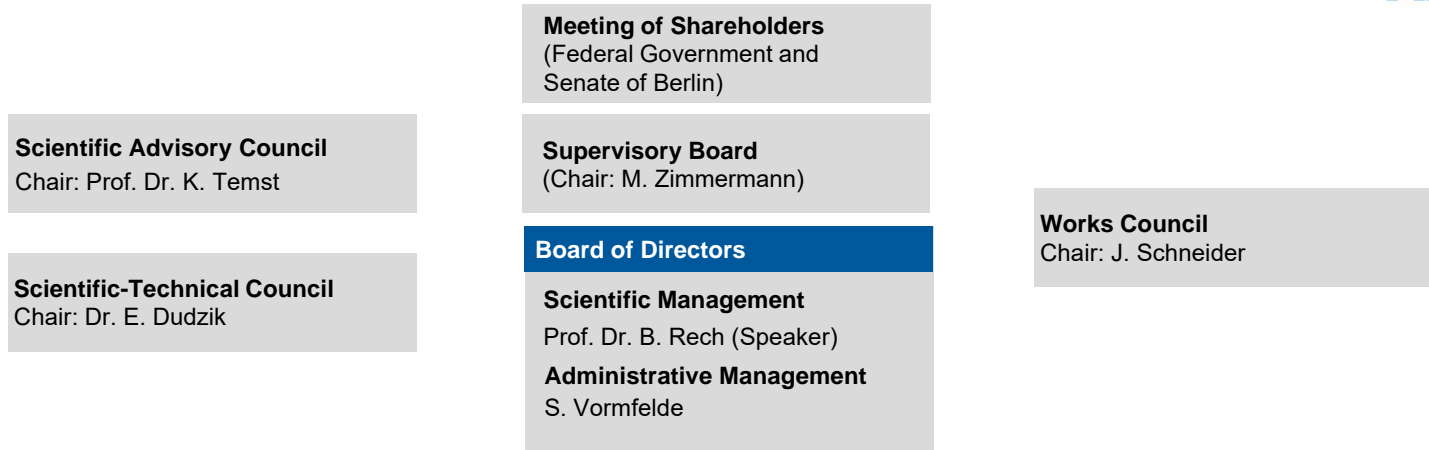 Meeting of Shareholders
(Federal Government and
Senate of Berlin)
Scientific Advisory Council
Chair: Prof. Dr. K. Temst
Supervisory Board
(Chair: M. Zimmermann)
Works Council
Chair: J. Schneider
Scientific-Technical Council
Chair: Dr. E. Dudzik
Board of Directors
Scientific Management
Prof. Dr. B. Rech (Speaker)
Administrative Management
S. Vormfelde